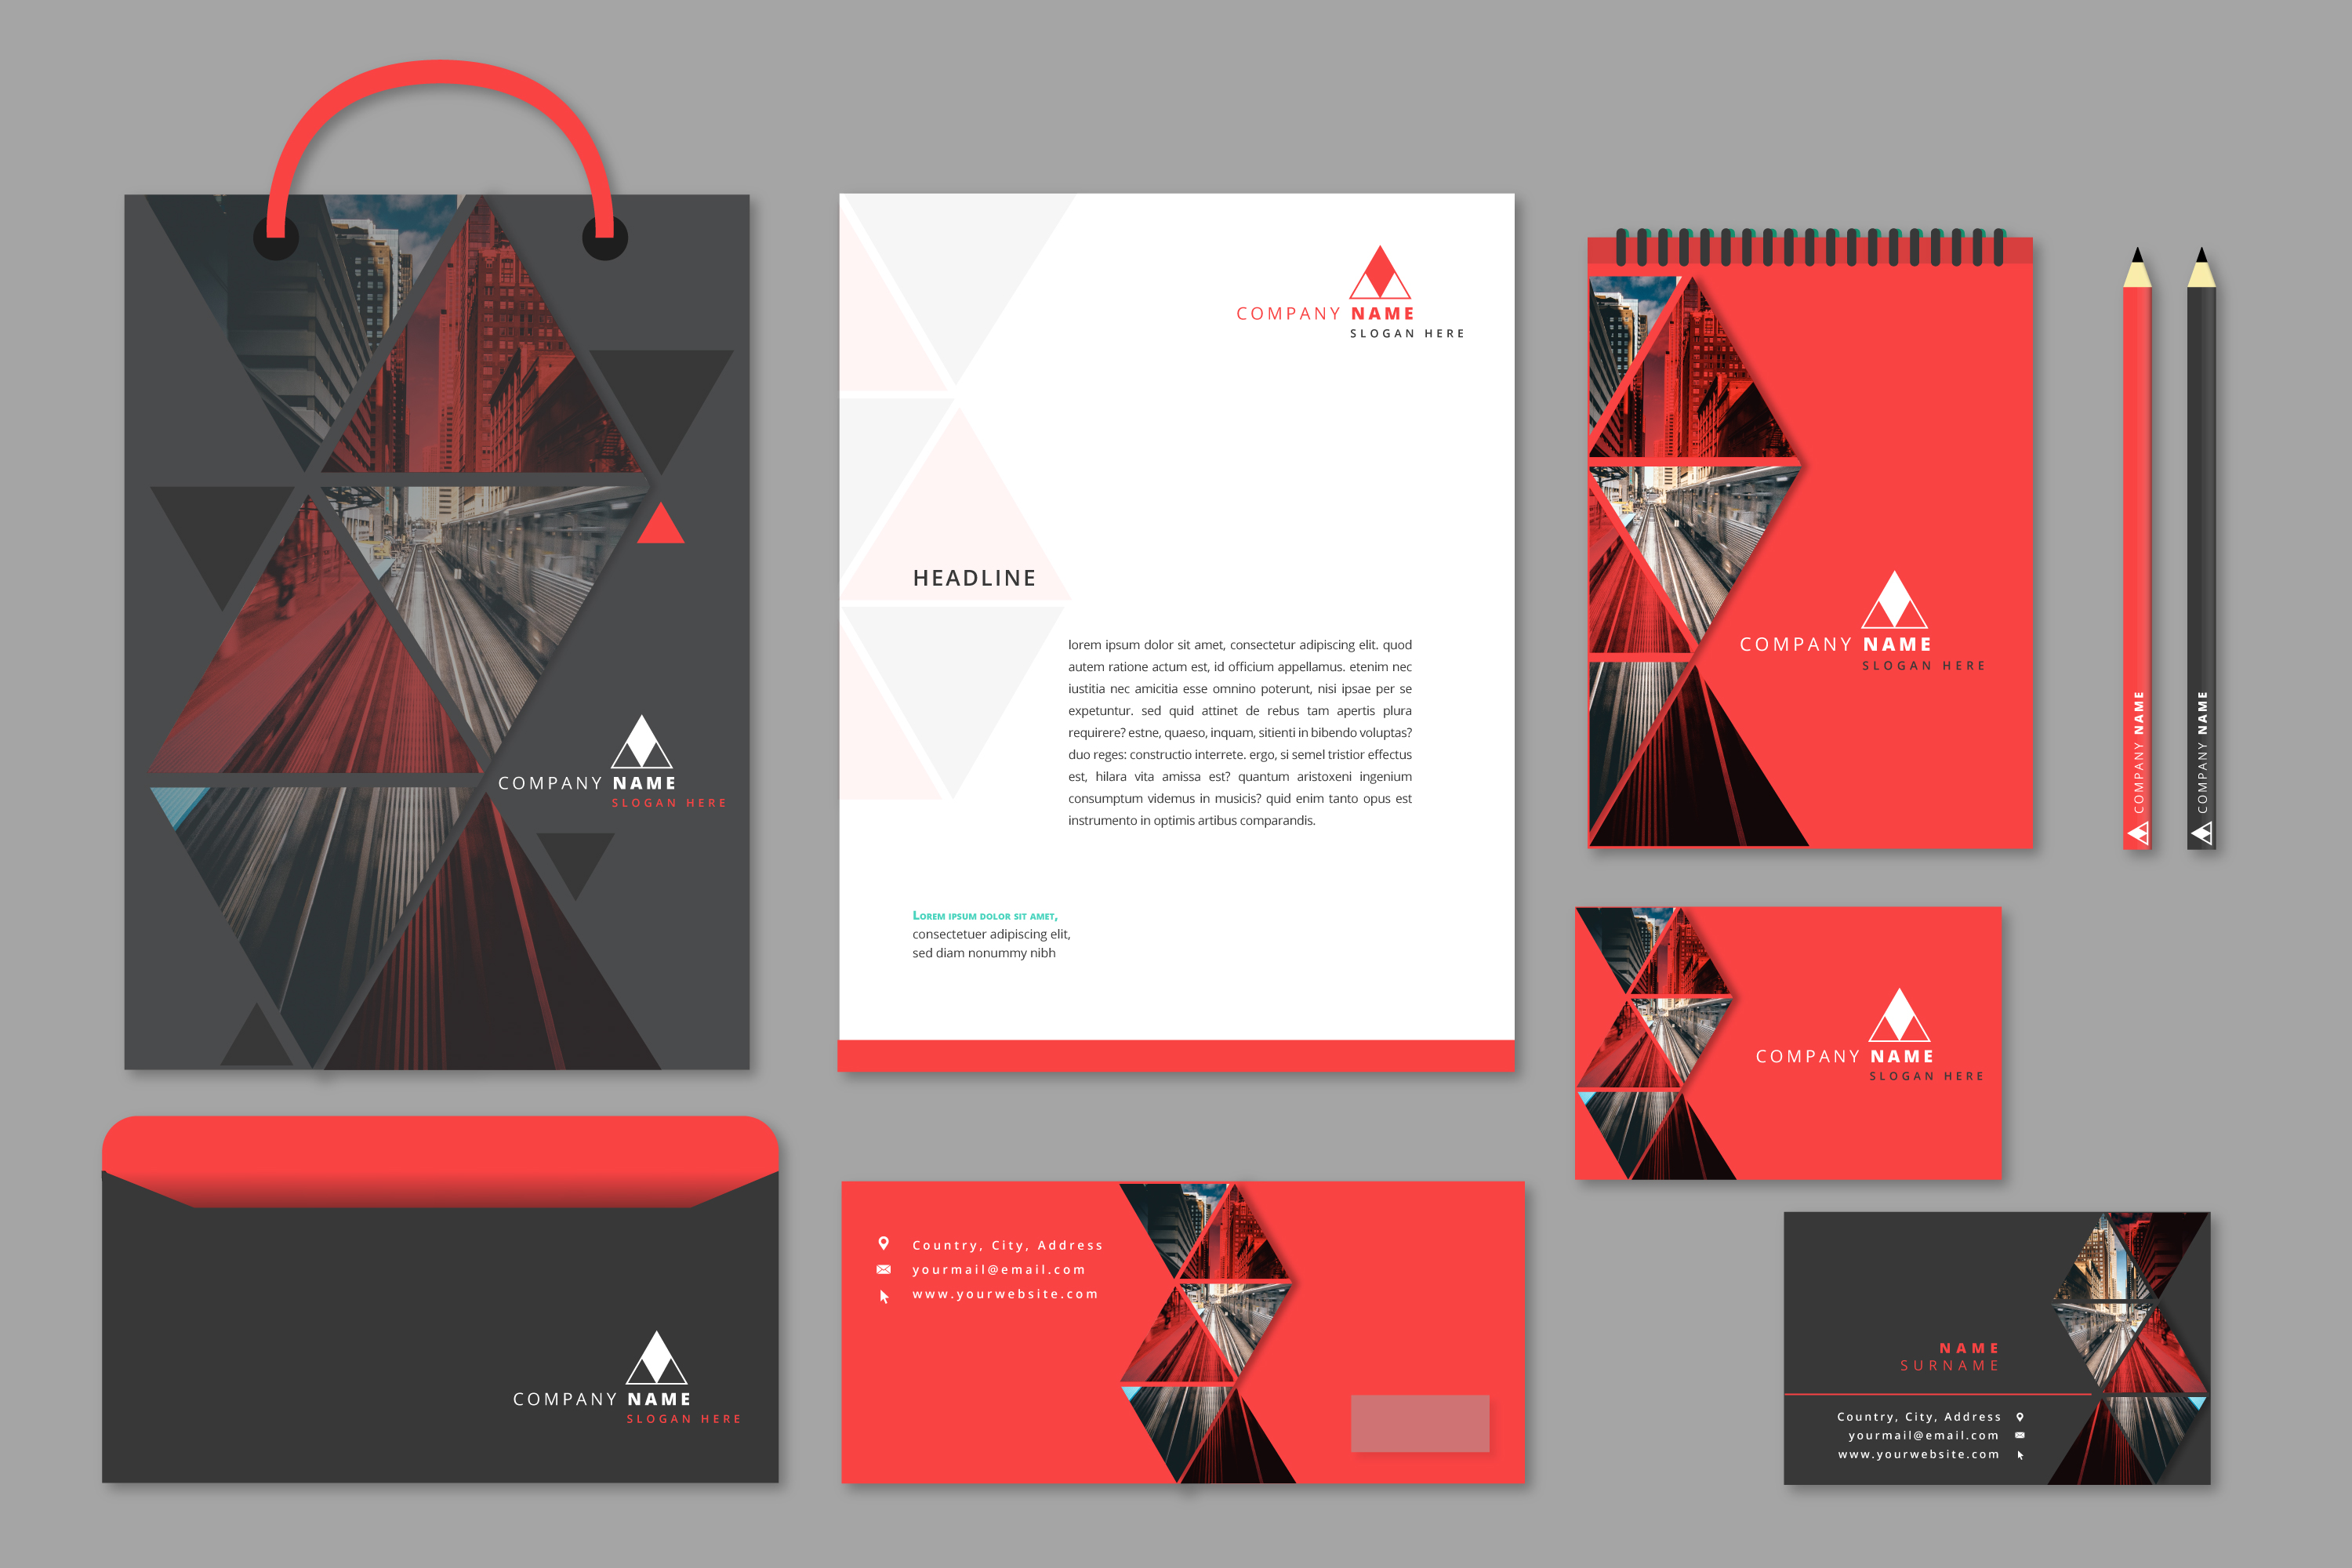 COMPANY NAME
SLOGAN HERE
COMPANY NAME
SLOGAN HERE
HEADLINE
lorem ipsum dolor sit amet, consectetur adipiscing elit. quod
autem ratione actum est, id officium appellamus. etenim nec
iustitia nec amicitia esse omnino poterunt, nisi ipsae per se
expetuntur. sed quid attinet de rebus tam apertis plura
requirere? estne, quaeso, inquam, sitienti in bibendo voluptas?
duo reges: constructio interrete. ergo, si semel tristior effectus
est, hilara vita amissa est? quantum aristoxeni ingenium
consumptum videmus in musicis? quid enim tanto opus est
instrumento in optimis artibus comparandis.
LOREM IPSUM DOLOR SIT AMET,
consectetuer adipiscing elit,
sed diam nonummy nibh
COMPANY NAME
SLOGAN HERE
COMPANY NAME
COMPANY NAME
COMPANY NAME
SLOGAN HERE
COMPANY NAME
SLOGAN HERE
Country, City, Address
yourmail@email.com
www.yourwebsite.com
NAME
SURNAME
Country, City, Address
yourmail@email.com
www.yourwebsite.com